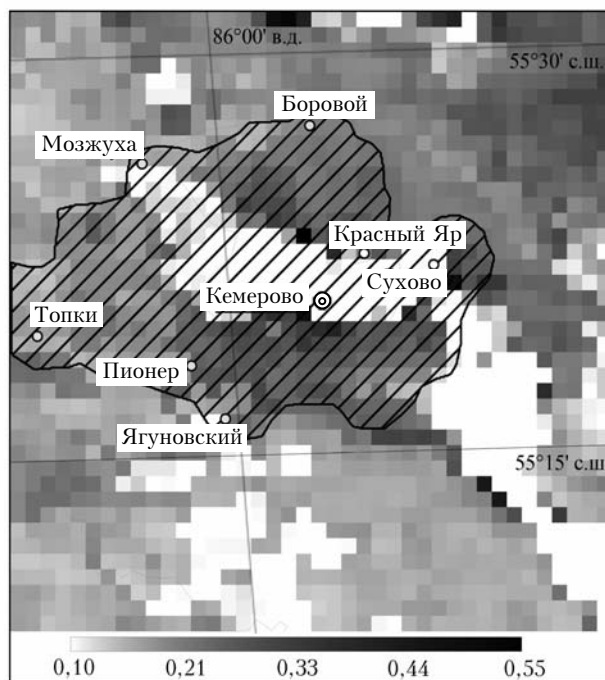 86°00' в.д.
55°30' с.ш.
Боровой
Мозжуха
Красный Яр
Сухово
Кемерово
Топки
Пионер
Ягуновский
55°15' с.ш
0,10 0,21 0,33 0,44 0,55